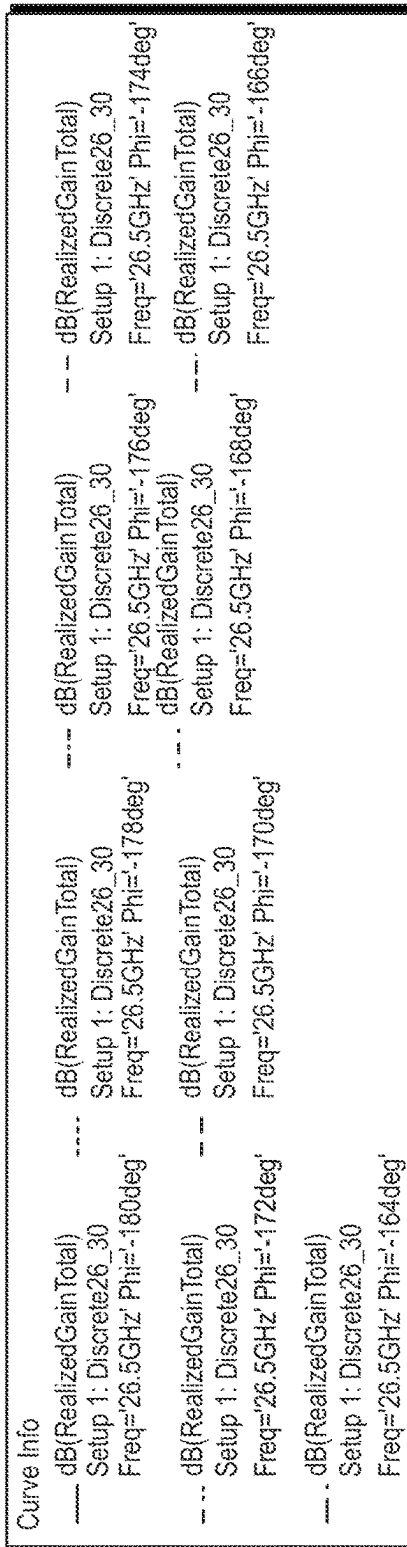 Curve Info
dB(RealizedGainTotal)
Setup 1: Discrete26_30
Freq='26.5GHz' Phi='-180deg'
dB(RealizedGainTotal)
Setup 1: Discrete26_30
Freq='26.5GHz' Phi='-178deg'
dB(RealizedGainTotal)
Setup 1: Discrete26_30
Freq='26.5GHz' Phi='-176deg'
dB(RealizedGainTotal)
Setup 1: Discrete26_30
Freq='26.5GHz' Phi='-174deg'
dB(RealizedGainTotal)
Setup 1: Discrete26_30
Freq='26.5GHz' Phi='-172deg'
dB(RealizedGainTotal)
Setup 1: Discrete26_30
Freq='26.5GHz' Phi='-170deg'
dB(RealizedGainTotal)
Setup 1: Discrete26_30
Freq='26.5GHz' Phi='-168deg'
dB(RealizedGainTotal)
Setup 1: Discrete26_30
Freq='26.5GHz' Phi='-166deg'
dB(RealizedGainTotal)
Setup 1: Discrete26_30
Freq='26.5GHz' Phi='-164deg'